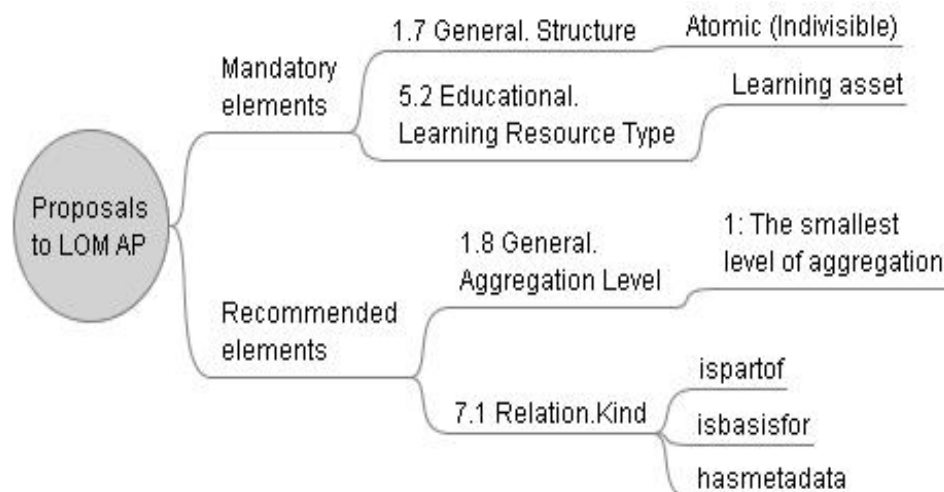 Proposals
to LOM AP
Mandatory
elements
1.7 General. Structure
Atomic (Indivisible)
5.2 Educational.
Learning Resource Type
Learning asset
Recommended
elements
1.8 General.
Aggregation Level
1: The smallest
level of aggregation
7.1 Relation.Kind
ispartof
isbasisfor
hasmetadata